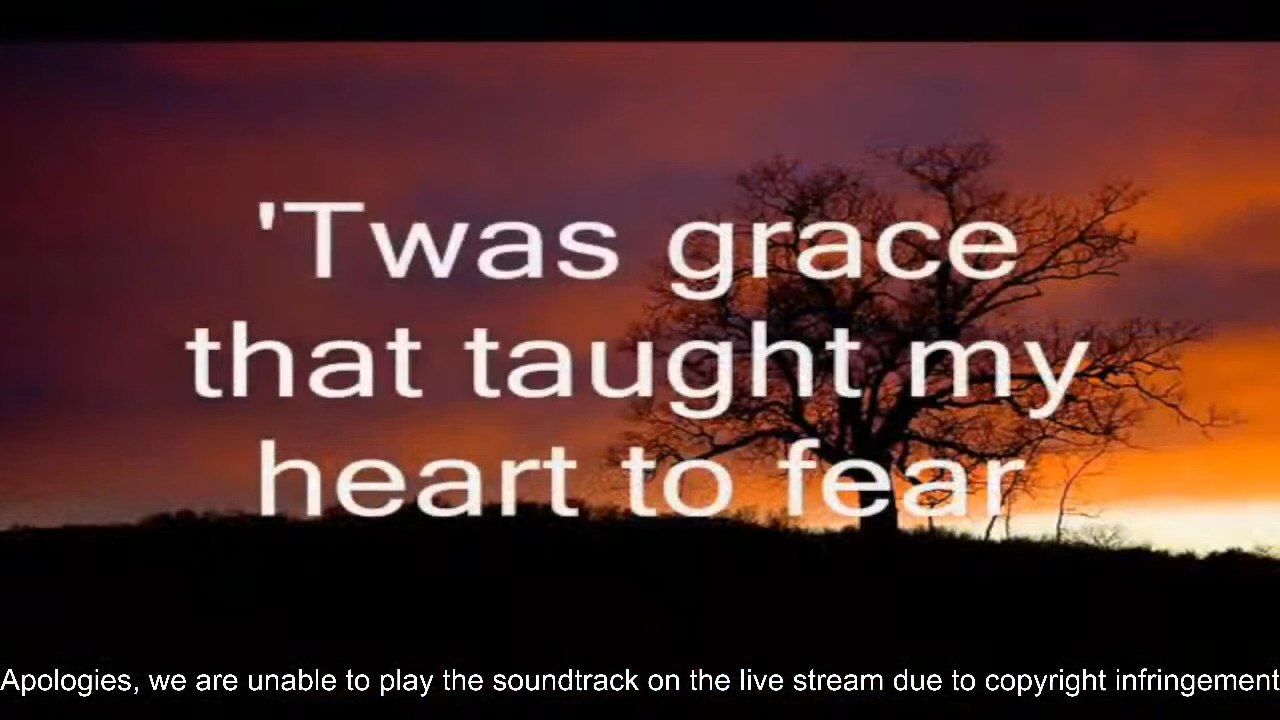 'Twas grace
that taught my
heart to fear
Apologies, we are unable to play the soundtrack on the live stream due to copyright infringement